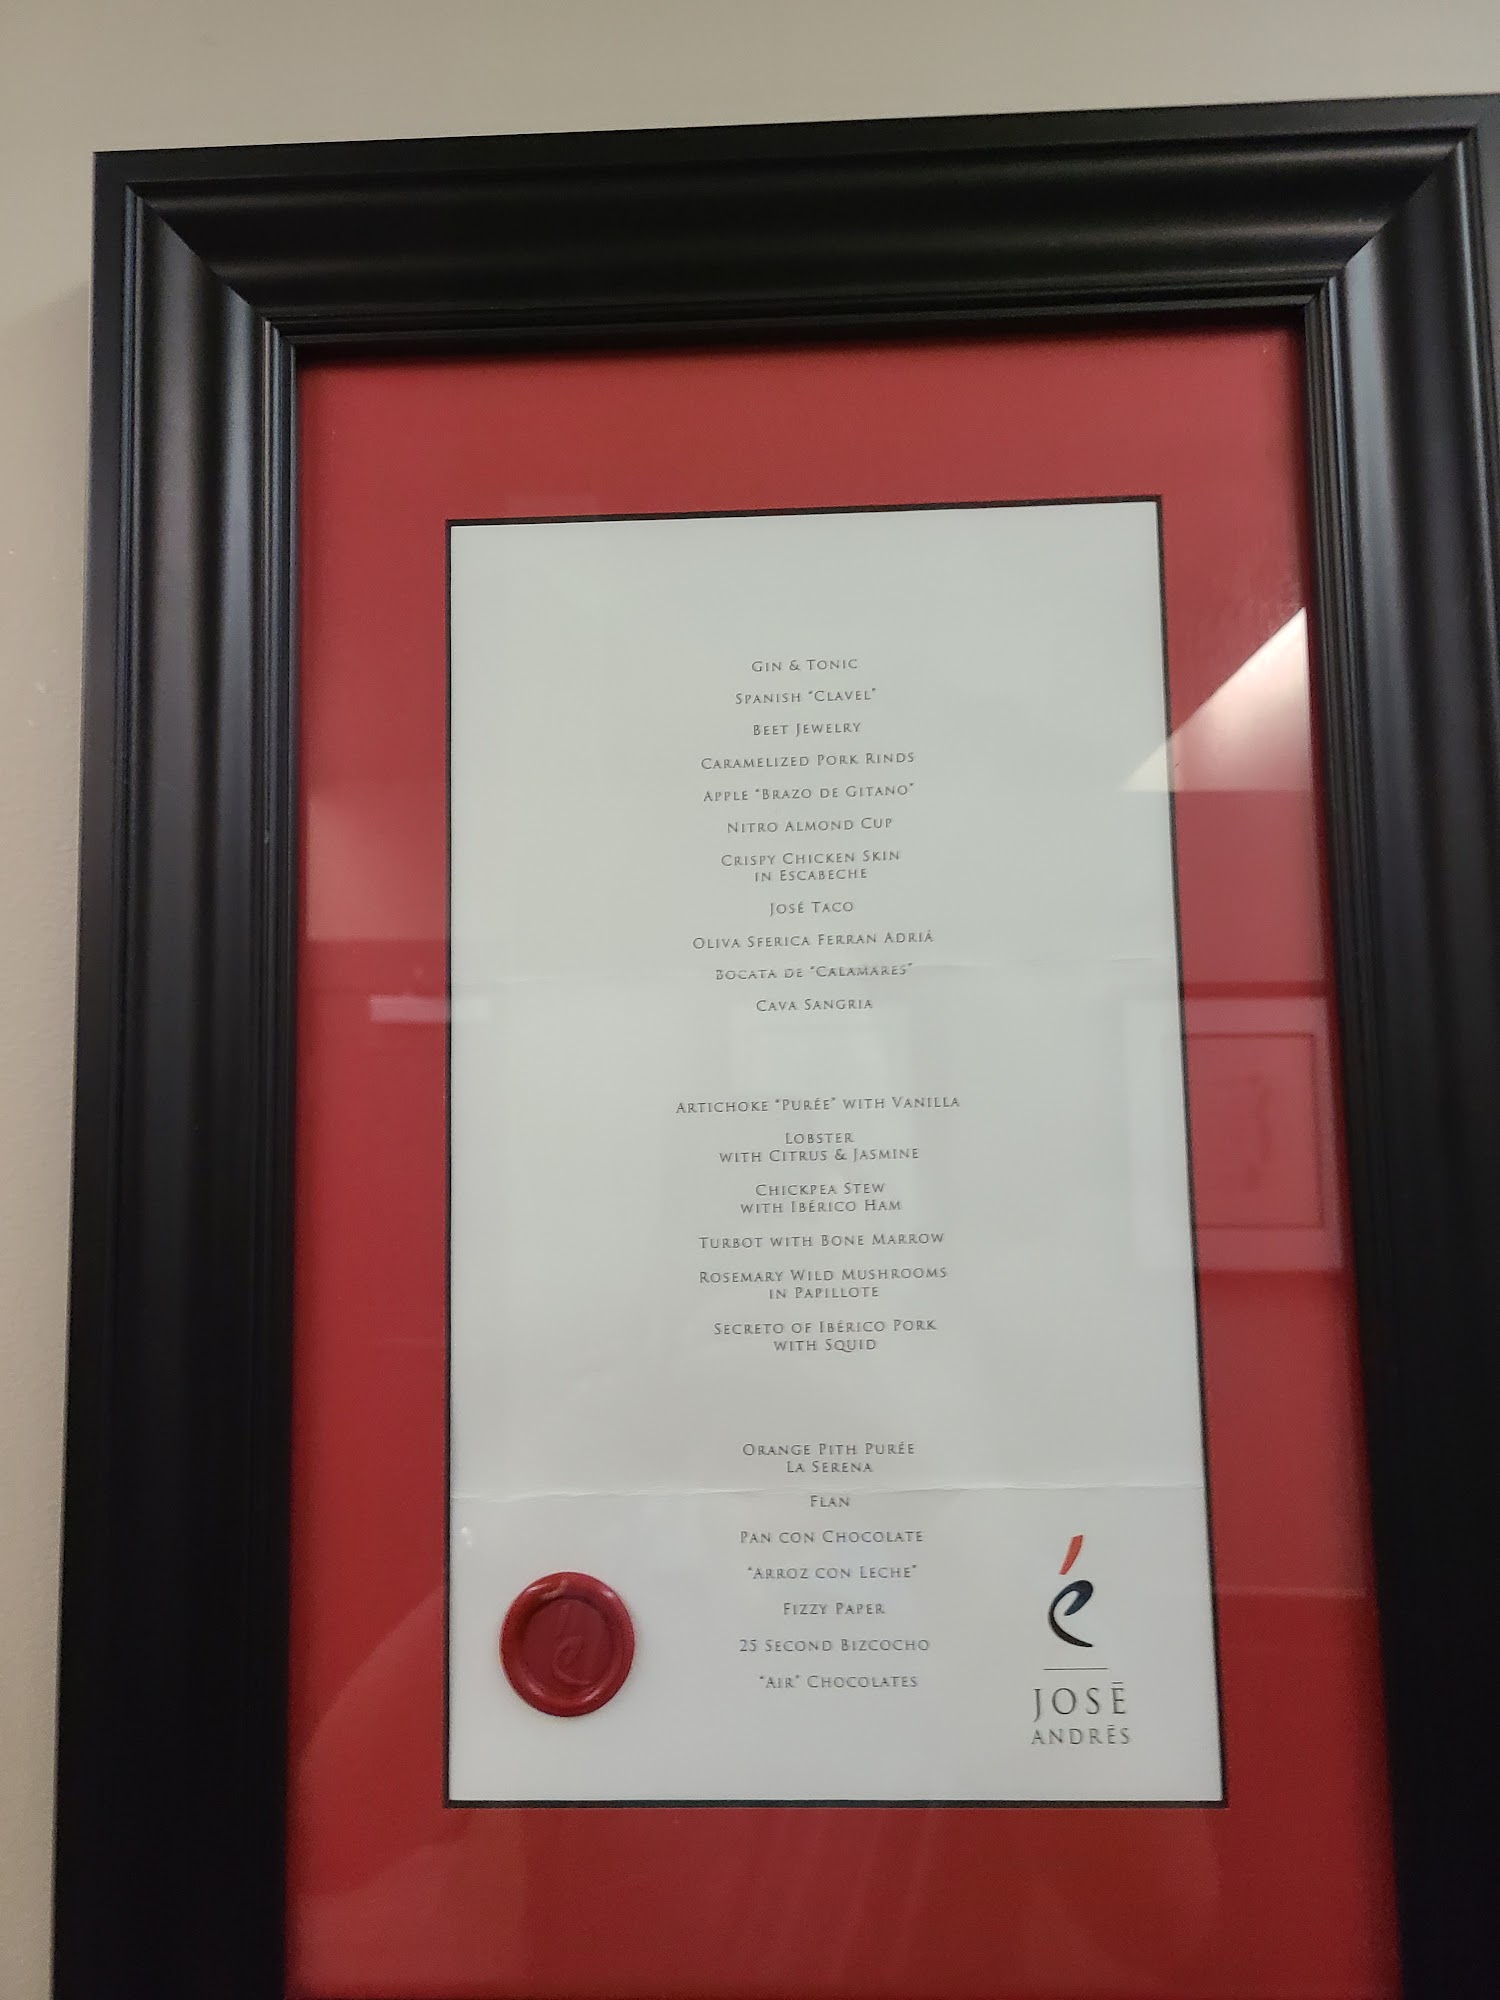 Gin & Tonic
Spanish "Clavel"
Beet Jewelry
Caramelized Pork Rinds
Apple "Brazo de Gitano"
Nitro Almond Cup
Crispy Chicken Skin
in Escabeche
José Taco
Oliva Sferica Ferran Adriá
Bocata de "Calamares"
Cava Sangria
Artichoke "Purée" with Vanilla
Lobster
with Citrus & Jasmine
Chickpea Stew
with Ibérico Ham
Turbot with Bone Marrow
Rosemary Wild Mushrooms
in Papillote
Secreto of Ibérico Pork
with Squid
Orange Pith Purée
La Serena
Flan
Pan con Chocolate
"Arroz con Leche"
Fizzy Paper
25 Second Bizcocho
"Air" Chocolates
é
é
JOSÉ
ANDRÉS